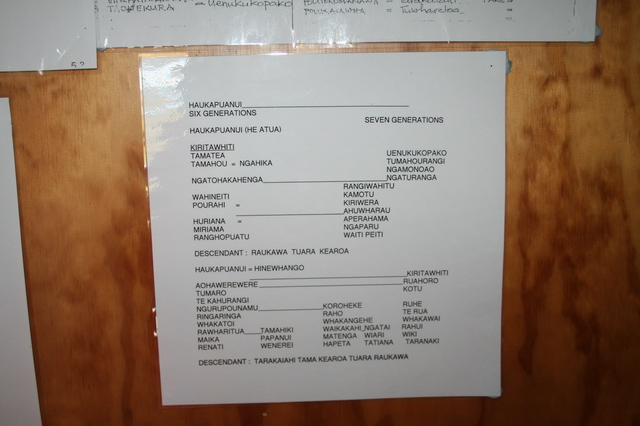 = Uenukukopako
HAUKAPUANUI
SIX GENERATIONS
SEVEN GENERATIONS
HAUKAPUANUI (HE ATUA)
KIRITAWHITI
TAMATEA UENUKUKOPAKO
TAMAHOU = NGAHIKA TUMAHOURANGI
NGAMONOAO
NGATOHAKAHENGA NGATURANGA
RANGIWAHITU
WAHINEITI KAMOTU
POURAHI = KIRIWERA
AHUWHARAU
HURIANA = APERAHAMA
MIRIAMA NGAPARU
RANGHOPUATU WAITI PEITI
DESCENDANT : RAUKAWA TUARA KEAROA
HAUKAPUANUI = HINEWHANGO
KIRITAWHITI
AOHAWEREWERE RUAHORO
TUMARO KOTU
TE KAHURANGI
NGURUPOUNAMU KOROHEKE RUHE
RINGARINGA RAHO TE RUA
WHAKATOI WHAKANGEHE WHAKAWAI
RAWHARITUA TAMAHIKI WAIKAKAHI NGATAI RAHUI
MAIKA PAPANUI MATENGA WIARI WIKI
RENATI WENEREI HAPETA TATIANA TARANAKI
DESCENDANT : TARAKAIAHI TAMA KEAROA TUARA RAUKAWA